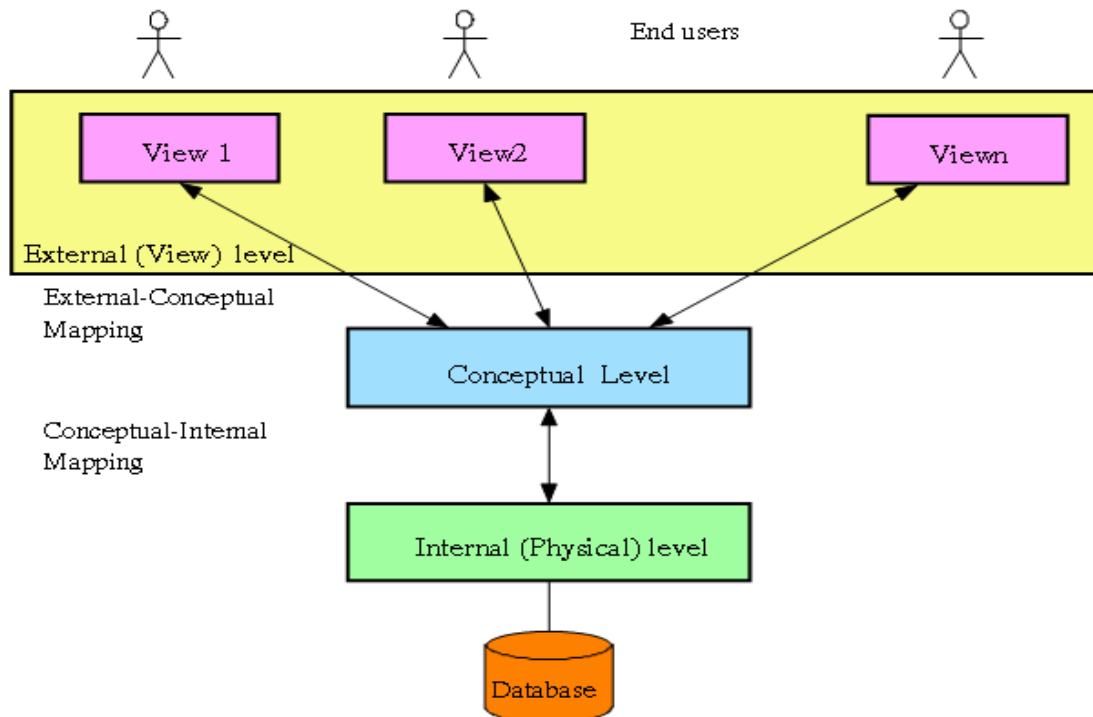 End users
View 1
View2
Viewn
External (View) level
External-Conceptual
Mapping
Conceptual Level
Conceptual-Internal
Mapping
Internal (Physical) level
Database